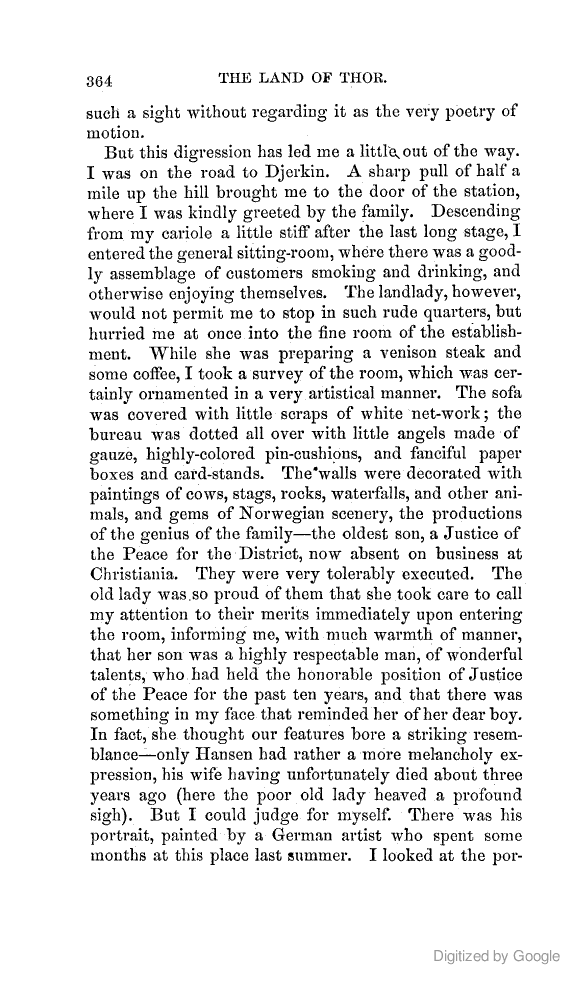 364 THE LAND OF THOR.
such a sight without regarding it as the very poetry of
motion.
But this digression has led me a little out of the way.
I was on the road to Djerkin. A sharp pull of half a
mile up the hill brought me to the door of the station,
where I was kindly greeted by the family. Descending
from my cariole a little stiff after the last long stage, I
entered the general sitting-room, where there was a good-
ly assemblage of customers smoking and drinking, and
otherwise enjoying themselves. The landlady, however,
would not permit me to stop in such rude quarters, but
hurried me at once into the fine room of the establish-
ment. While she was preparing a venison steak and
some coffee, I took a survey of the room, which was cer-
tainly ornamented in a very artistical manner. The sofa
was covered with little scraps of white net-work; the
bureau was dotted all over with little angels made of
gauze, highly-colored pin-cushions, and fanciful paper
boxes and card-stands. The walls were decorated with
paintings of cows, stags, rocks, waterfalls, and other ani-
mals, and gems of Norwegian scenery, the productions
of the genius of the family—the oldest son, a Justice of
the Peace for the District, now absent on business at
Christiania. They were very tolerably executed. The
old lady was so proud of them that she took care to call
my attention to their merits immediately upon entering
the room, informing me, with much warmth of manner,
that her son was a highly respectable man, of wonderful
talents, who had held the honorable position of Justice
of the Peace for the past ten years, and that there was
something in my face that reminded her of her dear boy.
In fact, she thought our features bore a striking resem-
blance—only Hansen had rather a more melancholy ex-
pression, his wife having unfortunately died about three
years ago (here the poor old lady heaved a profound
sigh). But I could judge for myself. There was his
portrait, painted by a German artist who spent some
months at this place last summer. I looked at the por-
Digitized by Google